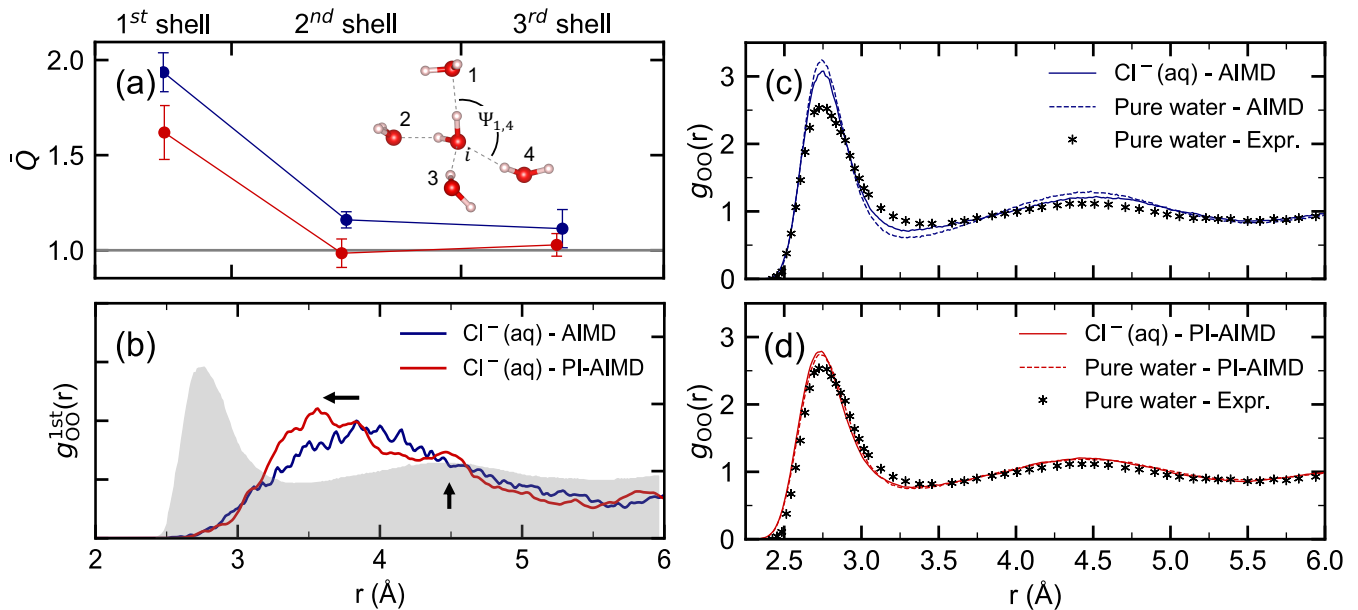 1st shell 2nd shell 3rd shell
(a)
Q̄
2.0
1.5
1.0
1
2
3
4
i
Ψ1,4
(b)
Cl⁻(aq) - AIMD
Cl⁻(aq) - PI-AIMD
g1stOO(r)
2 3 4 5 6
r (Å)
(c)
Cl⁻(aq) - AIMD
Pure water - AIMD
Pure water - Expr.
gOO(r)
3
2
1
0
(d)
Cl⁻(aq) - PI-AIMD
Pure water - PI-AIMD
Pure water - Expr.
gOO(r)
3
2
1
0
2.5 3.0 3.5 4.0 4.5 5.0 5.5 6.0
r (Å)